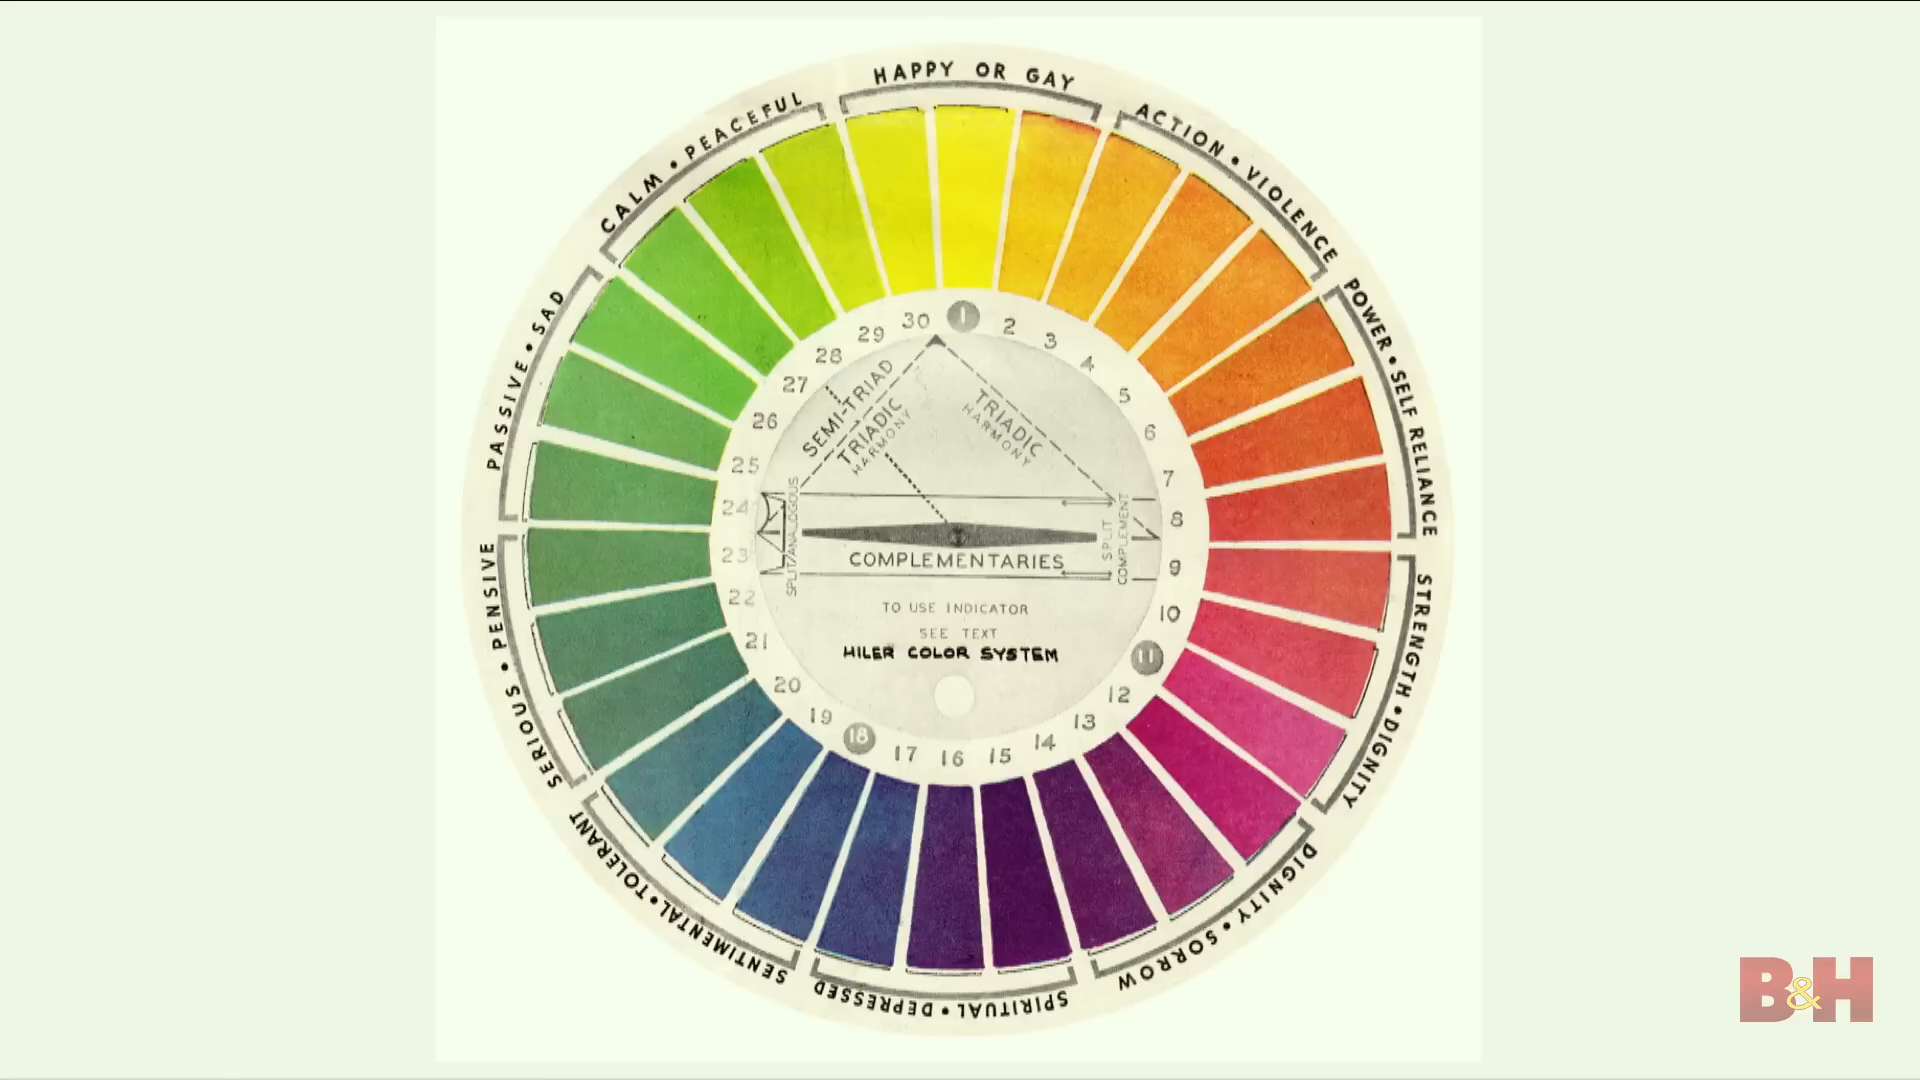 HAPPY OR GAY
ACTION • VIOLENCE
POWER • SELF RELIANCE
STRENGTH • DIGNITY
DIGNITY • SORROW
SPIRITUAL • DEPRESSED
SENTIMENTAL • TOLERANT
SERIOUS • PENSIVE
PASSIVE • SAD
CALM • PEACEFUL
1
2
3
4
5
6
7
8
9
10
11
12
13
14
15
16
17
18
19
20
21
22
23
24
25
26
27
28
29
30
SEMI-TRIAD
TRIADIC
HARMONY
TRIADIC
HARMONY
SPLIT/ANALOGOUS
SPLIT
COMPLEMENT
COMPLEMENTARIES
TO USE INDICATOR
SEE TEXT
HILER COLOR SYSTEM
B&H